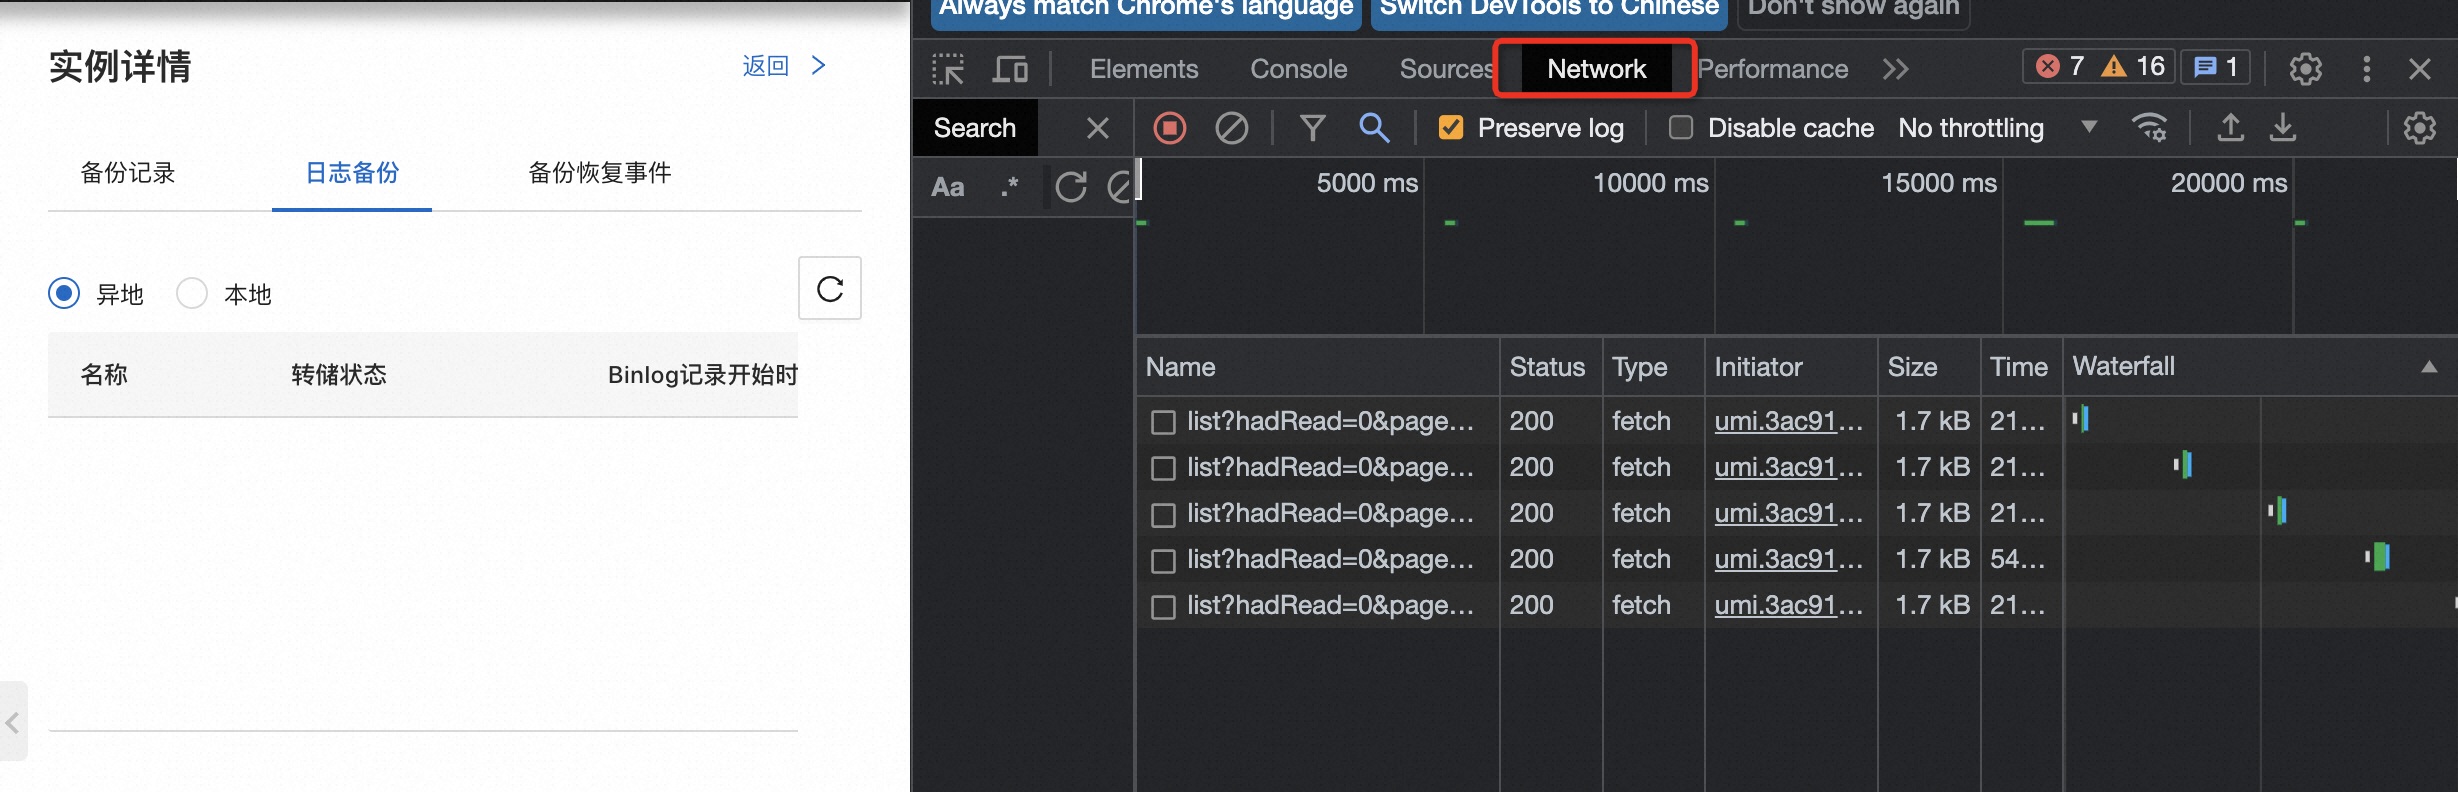 实例详情
返回
备份记录
日志备份
备份恢复事件
异地
本地
名称
转储状态
Binlog记录开始时
Always match Chrome's language
Switch DevTools to Chinese
Don't show again
Elements
Console
Sources
Network
Performance
7
16
1
Search
Preserve log
Disable cache
No throttling
Aa
.*
5000 ms
10000 ms
15000 ms
20000 ms
Name Status Type Initiator Size Time Waterfall
list?hadRead=0&page... 200 fetch umi.3ac91... 1.7 kB 21...
list?hadRead=0&page... 200 fetch umi.3ac91... 1.7 kB 21...
list?hadRead=0&page... 200 fetch umi.3ac91... 1.7 kB 21...
list?hadRead=0&page... 200 fetch umi.3ac91... 1.7 kB 54...
list?hadRead=0&page... 200 fetch umi.3ac91... 1.7 kB 21...